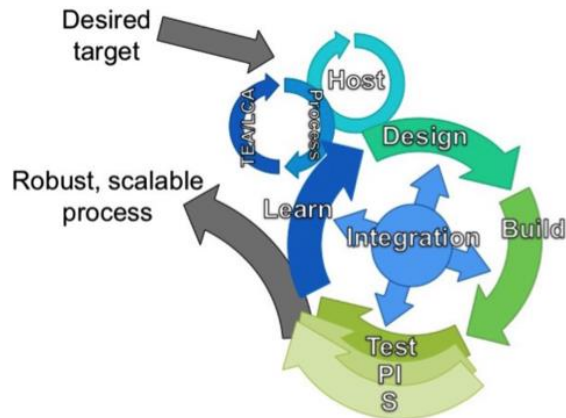 Desired
target
Host
TEA/LCA
Process
Design
Robust, scalable
process
Learn
Integration
Build
Test
PI
S